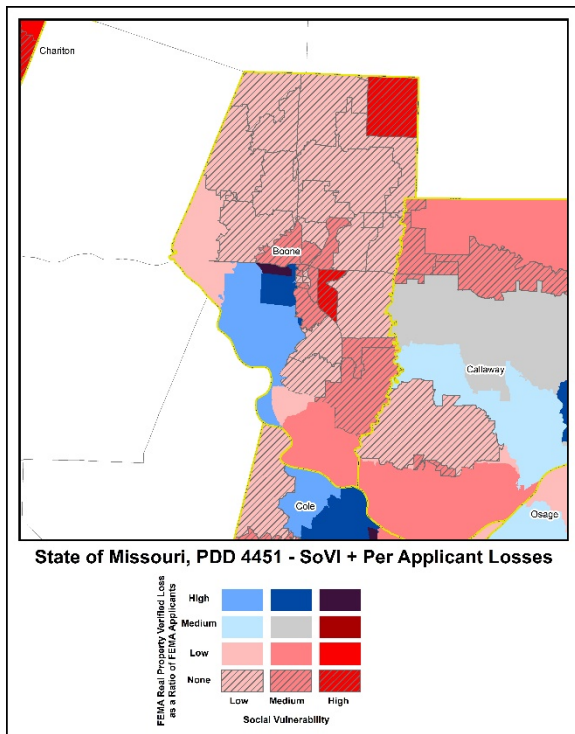 Chariton
Boone
Callaway
Cole
Osage
State of Missouri, PDD 4451 - SoVI + Per Applicant Losses
FEMA Real Property Verified Loss
as a Ratio of FEMA Applicants
High
Medium
Low
None
Low Medium High
Social Vulnerability